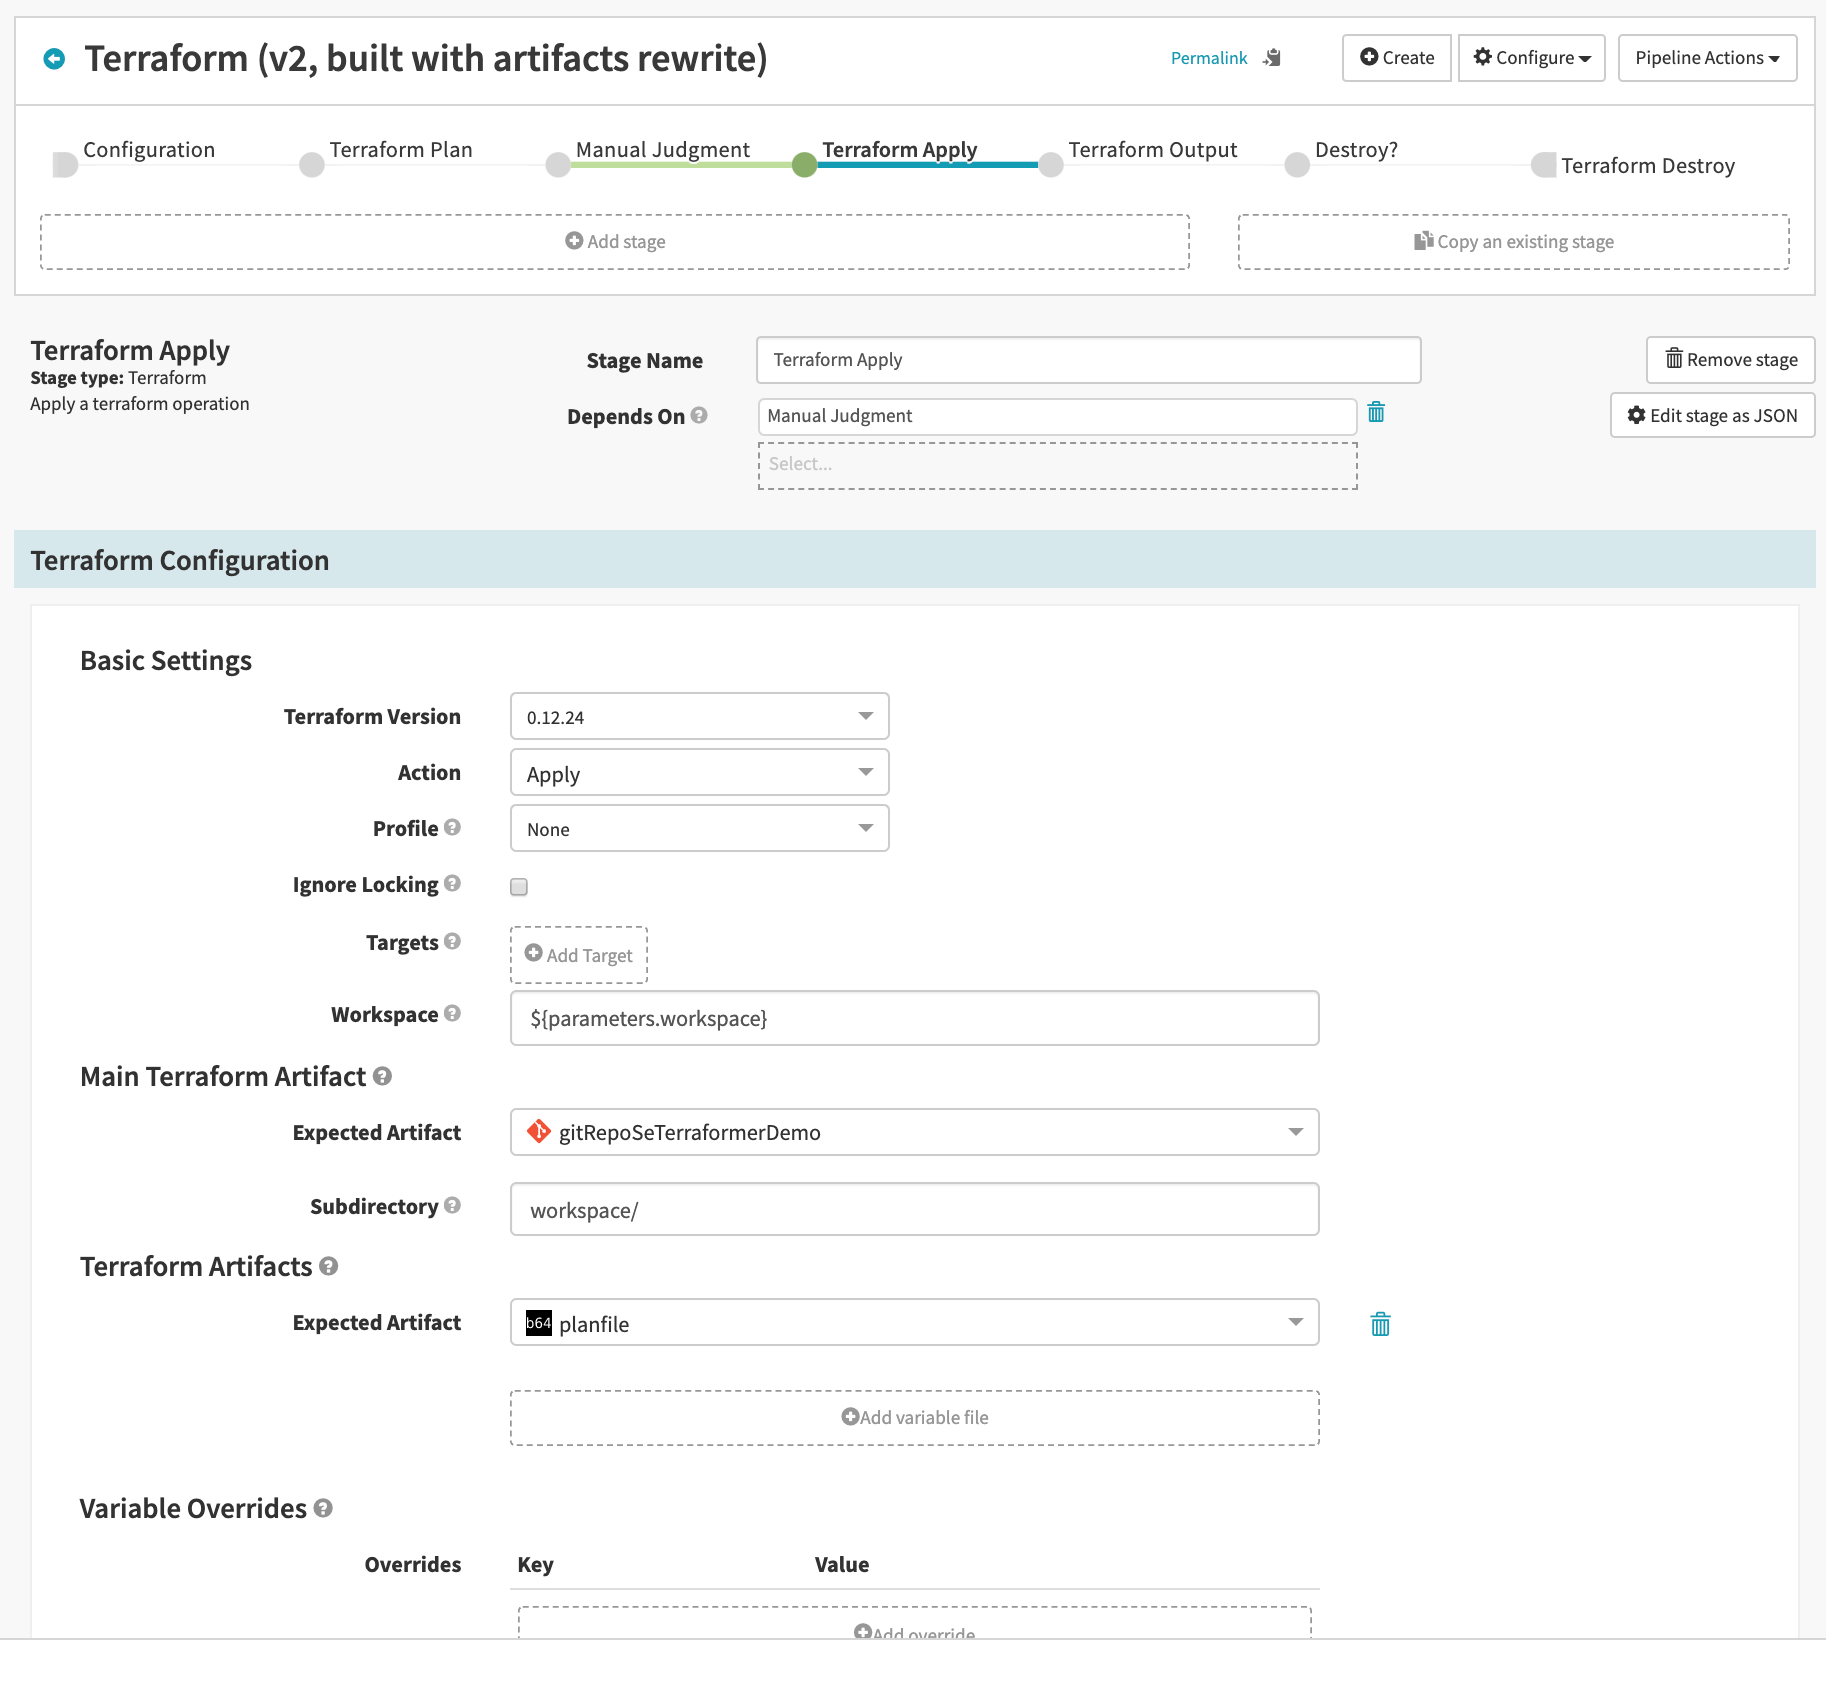 Terraform (v2, built with artifacts rewrite)
Permalink
Create
Configure
Pipeline Actions
Configuration
Terraform Plan
Manual Judgment
Terraform Apply
Terraform Output
Destroy?
Terraform Destroy
Add stage
Copy an existing stage
Terraform Apply
Stage type: Terraform
Apply a terraform operation
Stage Name
Terraform Apply
Remove stage
Depends On
Manual Judgment
Edit stage as JSON
Select...
Terraform Configuration
Basic Settings
Terraform Version
0.12.24
Action
Apply
Profile
None
Ignore Locking
Targets
Add Target
Workspace
${parameters.workspace}
Main Terraform Artifact
Expected Artifact
gitRepoSeTerraformerDemo
Subdirectory
workspace/
Terraform Artifacts
Expected Artifact
b64 planfile
Add variable file
Variable Overrides
Overrides
Key
Value
Add override